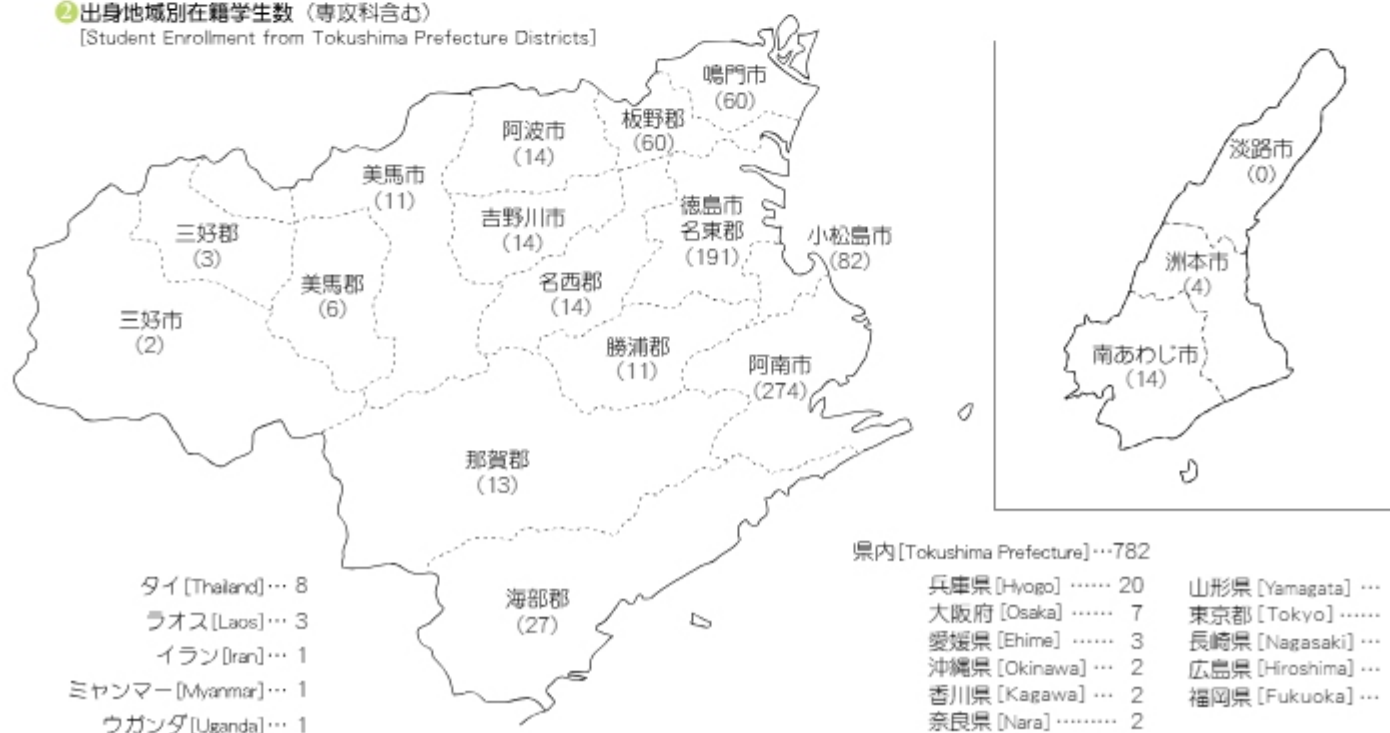 ❷出身地域別在籍学生数（専攻科含む）
[Student Enrollment from Tokushima Prefecture Districts]
鳴門市
(60)
板野郡
(60)
阿波市
(14)
美馬市
(11)
吉野川市
(14)
徳島市
名東郡
(191)
小松島市
(82)
三好郡
(3)
美馬郡
(6)
名西郡
(14)
三好市
(2)
勝浦郡
(11)
阿南市
(274)
那賀郡
(13)
海部郡
(27)
淡路市
(0)
洲本市
(4)
南あわじ市
(14)
タイ[Thailand]… 8
ラオス[Laos]… 3
イラン[Iran]… 1
ミャンマー[Myanmar]… 1
ウガンダ[Uganda]… 1
県内[Tokushima Prefecture]…782
兵庫県[Hyogo] …… 20
大阪府[Osaka] …… 7
愛媛県[Ehime] …… 3
沖縄県[Okinawa] … 2
香川県[Kagawa] … 2
奈良県[Nara] ……… 2
山形県[Yamagata] …
東京都[Tokyo] ……
長崎県[Nagasaki] …
広島県[Hiroshima] …
福岡県[Fukuoka] …